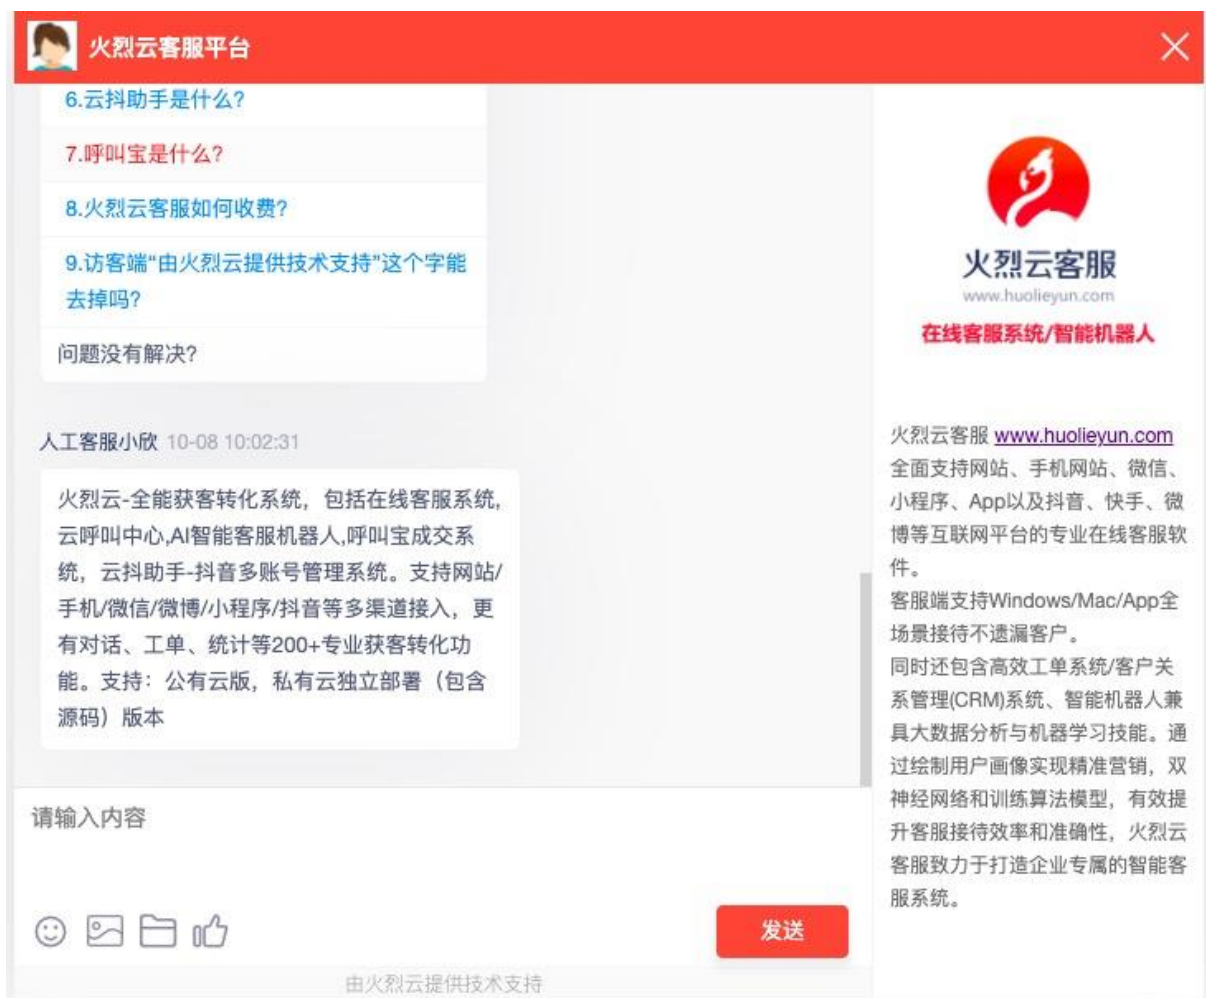 火烈云客服平台
6.云抖助手是什么?
7.呼叫宝是什么?
8.火烈云客服如何收费?
9.访客端“由火烈云提供技术支持”这个字能
去掉吗?
问题没有解决?
人工客服小欣 10-08 10:02:31
火烈云-全能获客转化系统，包括在线客服系统,
云呼叫中心,AI智能客服机器人,呼叫宝成交系
统，云抖助手-抖音多账号管理系统。支持网站/
手机/微信/微博/小程序/抖音等多渠道接入，更
有对话、工单、统计等200+专业获客转化功
能。支持：公有云版，私有云独立部署（包含
源码）版本
请输入内容
发送
由火烈云提供技术支持
火烈云客服
www.huolieyun.com
在线客服系统/智能机器人
火烈云客服 www.huolieyun.com
全面支持网站、手机网站、微信、
小程序、App以及抖音、快手、微
博等互联网平台的专业在线客服软
件。
客服端支持Windows/Mac/App全
场景接待不遗漏客户。
同时还包含高效工单系统/客户关
系管理(CRM)系统、智能机器人兼
具大数据分析与机器学习技能。通
过绘制用户画像实现精准营销，双
神经网络和训练算法模型，有效提
升客服接待效率和准确性，火烈云
客服致力于打造企业专属的智能客
服系统。